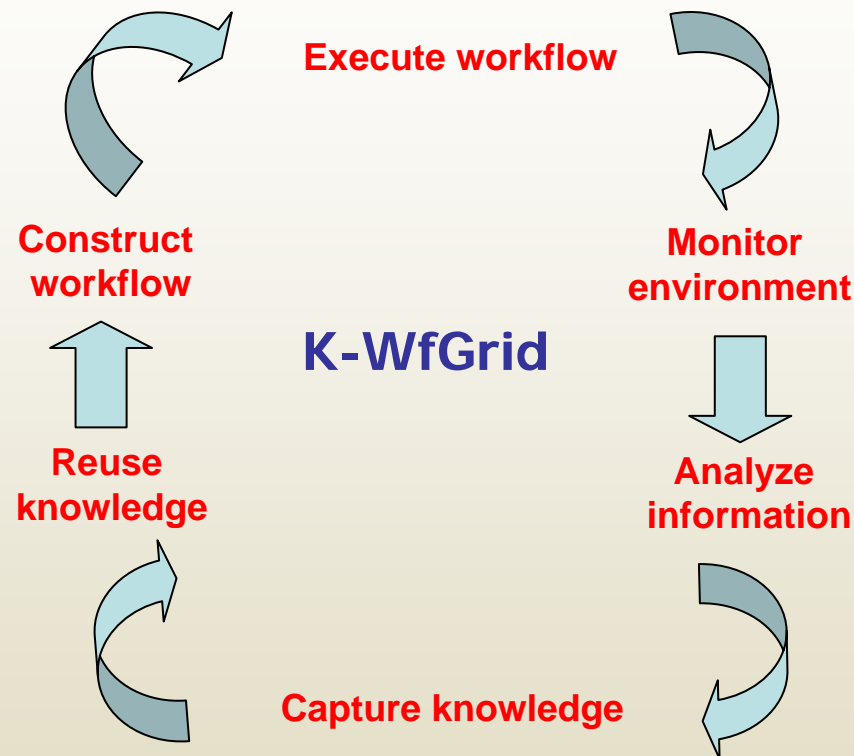 Execute workflow
Construct
workflow
Monitor
environment
K-WfGrid
Reuse
knowledge
Analyze
information
Capture knowledge